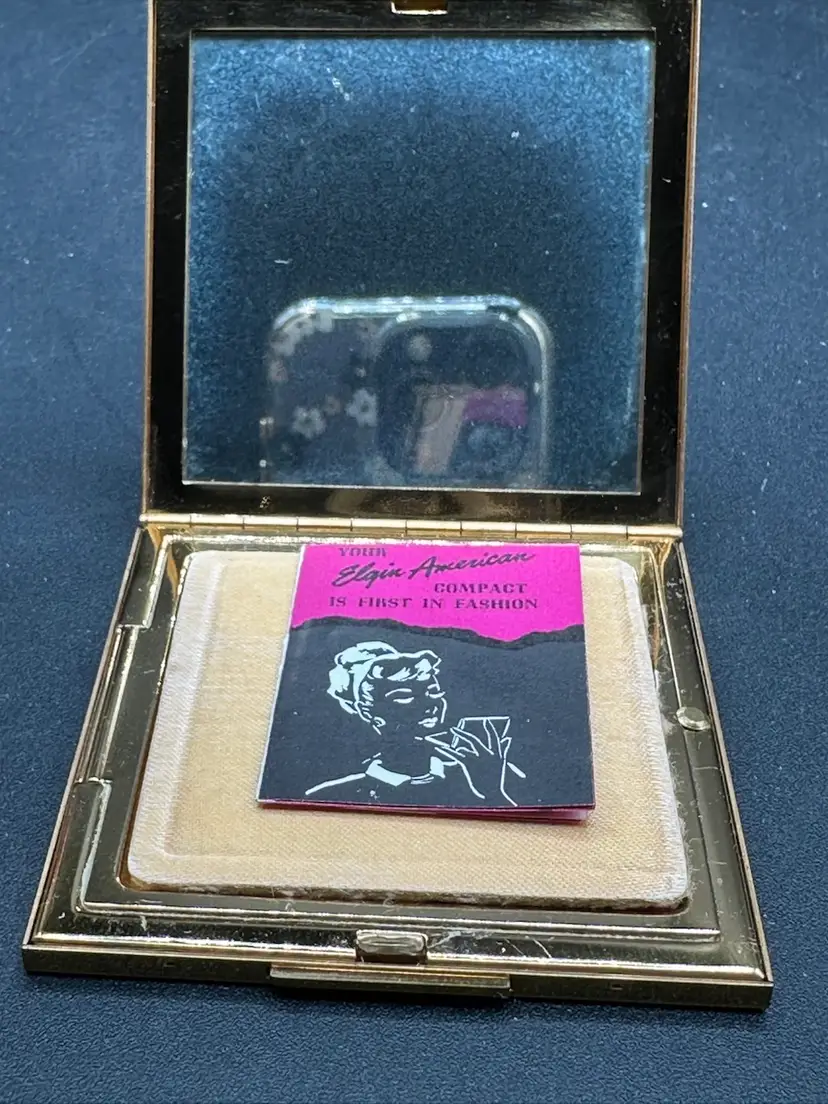 YOUR
Elgin American
COMPACT
IS FIRST IN FASHION